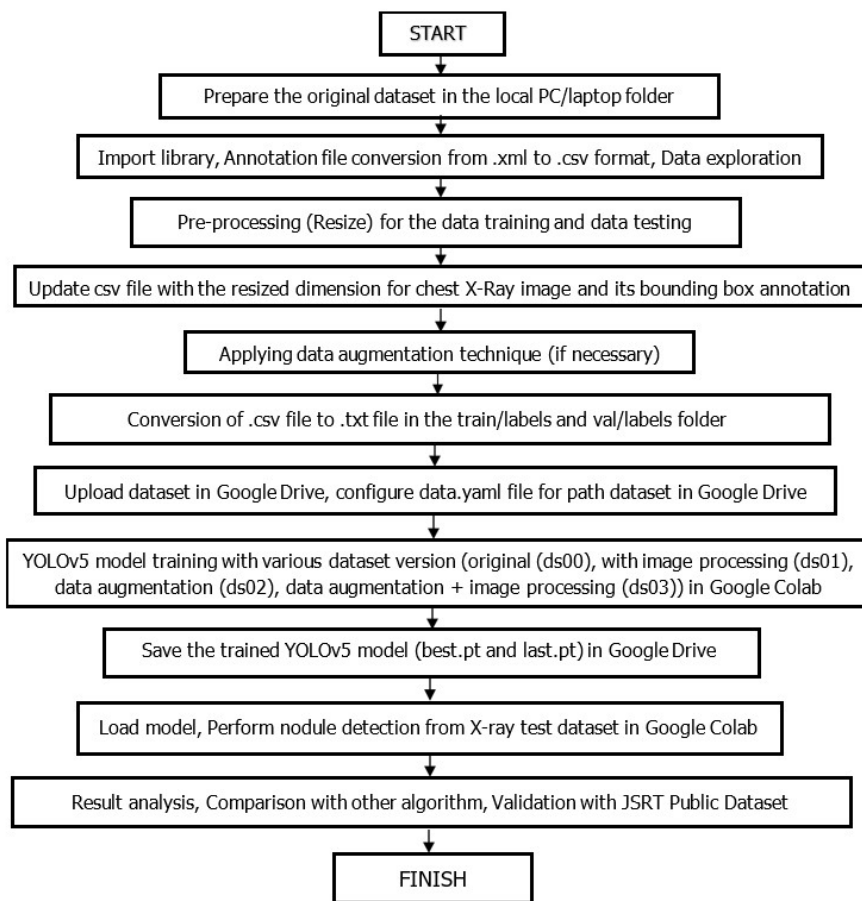 START
Prepare the original dataset in the local PC/laptop folder
Import library, Annotation file conversion from .xml to .csv format, Data exploration
Pre-processing (Resize) for the data training and data testing
Update csv file with the resized dimension for chest X-Ray image and its bounding box annotation
Applying data augmentation technique (if necessary)
Conversion of .csv file to .txt file in the train/labels and val/labels folder
Upload dataset in Google Drive, configure data.yaml file for path dataset in Google Drive
YOLOv5 model training with various dataset version (original (ds00), with image processing (ds01),
data augmentation (ds02), data augmentation + image processing (ds03)) in Google Colab
Save the trained YOLOv5 model (best.pt and last.pt) in Google Drive
Load model, Perform nodule detection from X-ray test dataset in Google Colab
Result analysis, Comparison with other algorithm, Validation with JSRT Public Dataset
FINISH